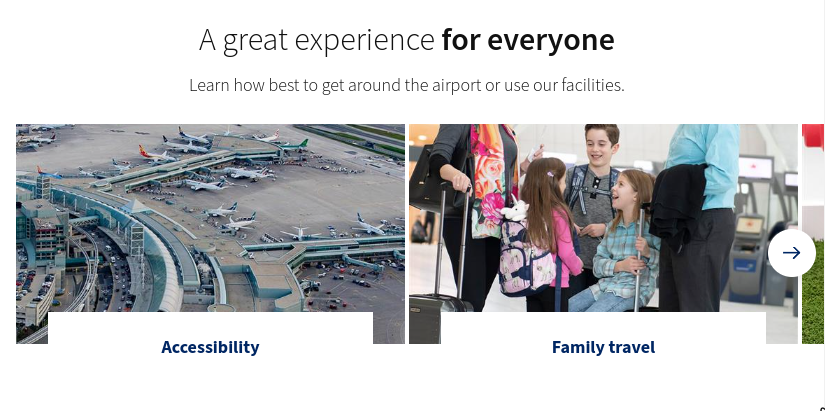 A great experience for everyone
Learn how best to get around the airport or use our facilities.
Accessibility
Family travel